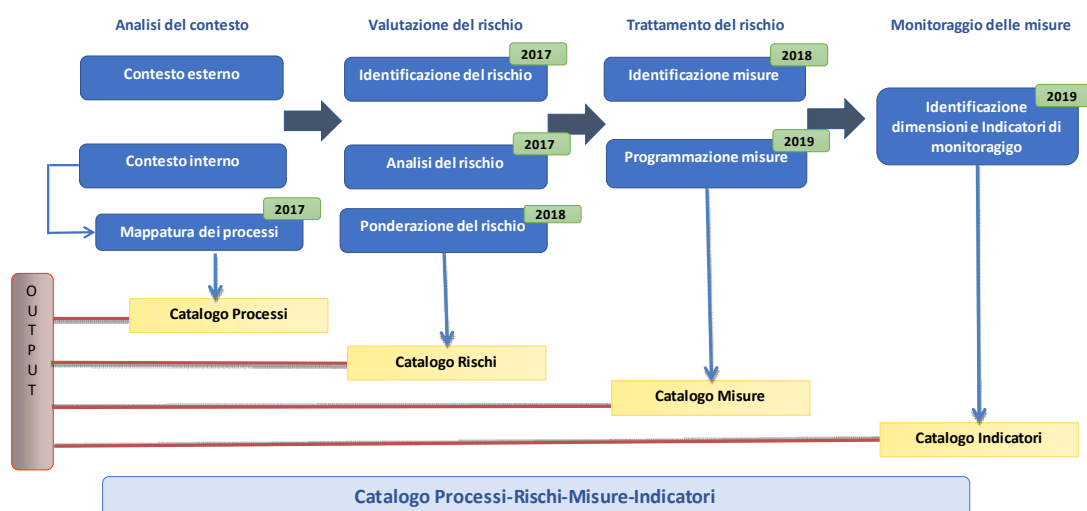 Analisi del contesto
Valutazione del rischio
Trattamento del rischio
Monitoraggio delle misure
Contesto esterno
2017
Identificazione del rischio
2018
Identificazione misure
2019
Identificazione
dimensioni e Indicatori di
monitoragigo
Contesto interno
2017
Analisi del rischio
2019
Programmazione misure
2017
Mappatura dei processi
2018
Ponderazione del rischio
OUTPUT
Catalogo Processi
Catalogo Rischi
Catalogo Misure
Catalogo Indicatori
Catalogo Processi-Rischi-Misure-Indicatori